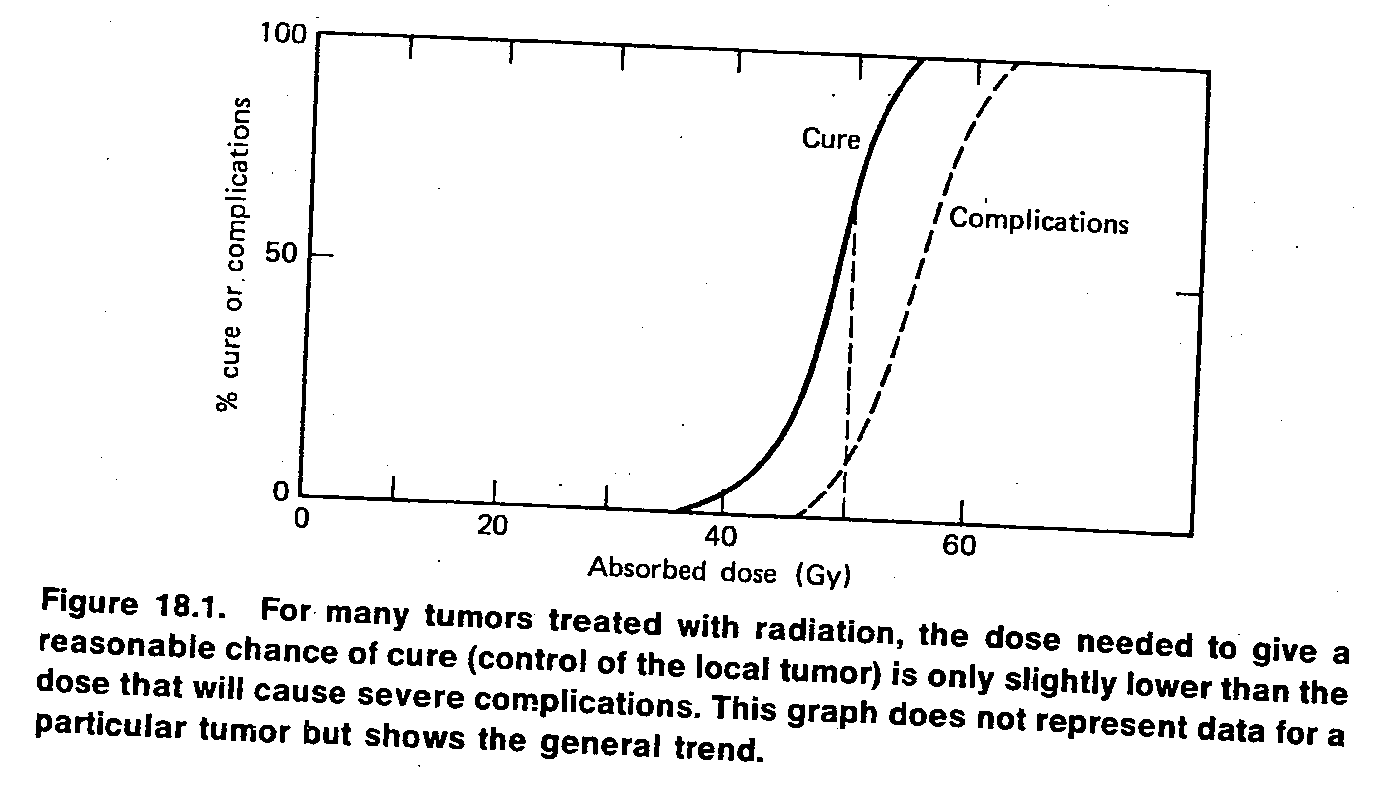 100
50
0
% cure or complications
Cure
Complications
0 20 40 60
Absorbed dose (Gy)
Figure 18.1. For many tumors treated with radiation, the dose needed to give a
reasonable chance of cure (control of the local tumor) is only slightly lower than the
dose that will cause severe complications. This graph does not represent data for a
particular tumor but shows the general trend.